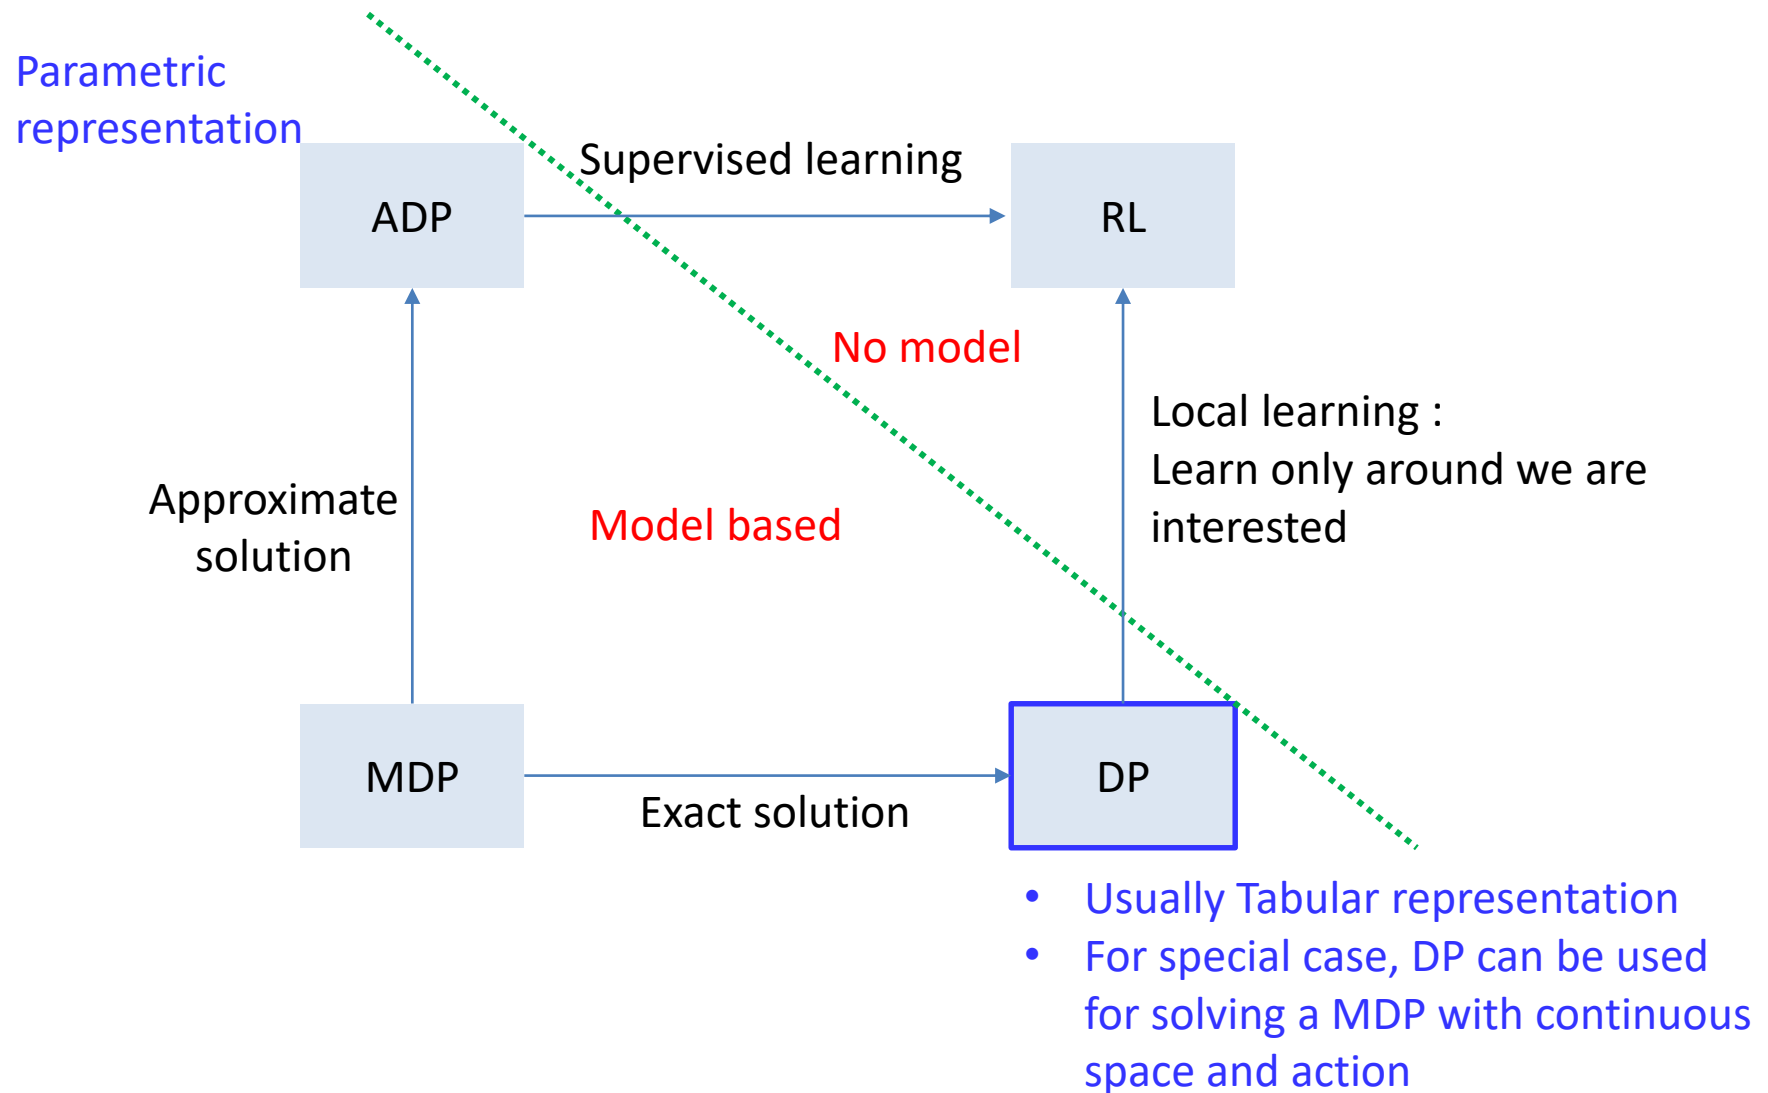 Parametric
representation
Supervised learning
ADP
RL
No model
Local learning :
Learn only around we are
interested
Approximate
solution
Model based
MDP
DP
Exact solution
• Usually Tabular representation
• For special case, DP can be used
for solving a MDP with continuous
space and action